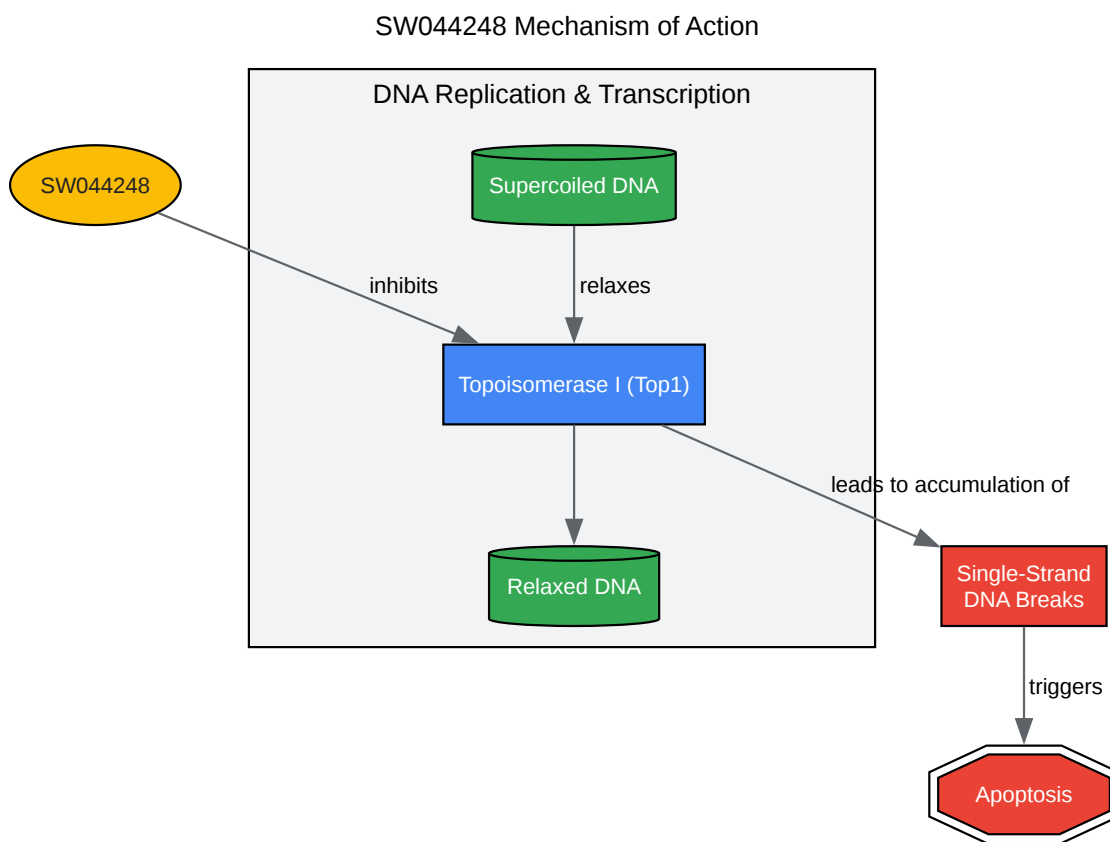 SW044248 Mechanism of Action
DNA Replication & Transcription
SW044248
Supercoiled DNA
inhibits
relaxes
Topoisomerase I (Top1)
leads to accumulation of
Relaxed DNA
Single-Strand
DNA Breaks
triggers
Apoptosis